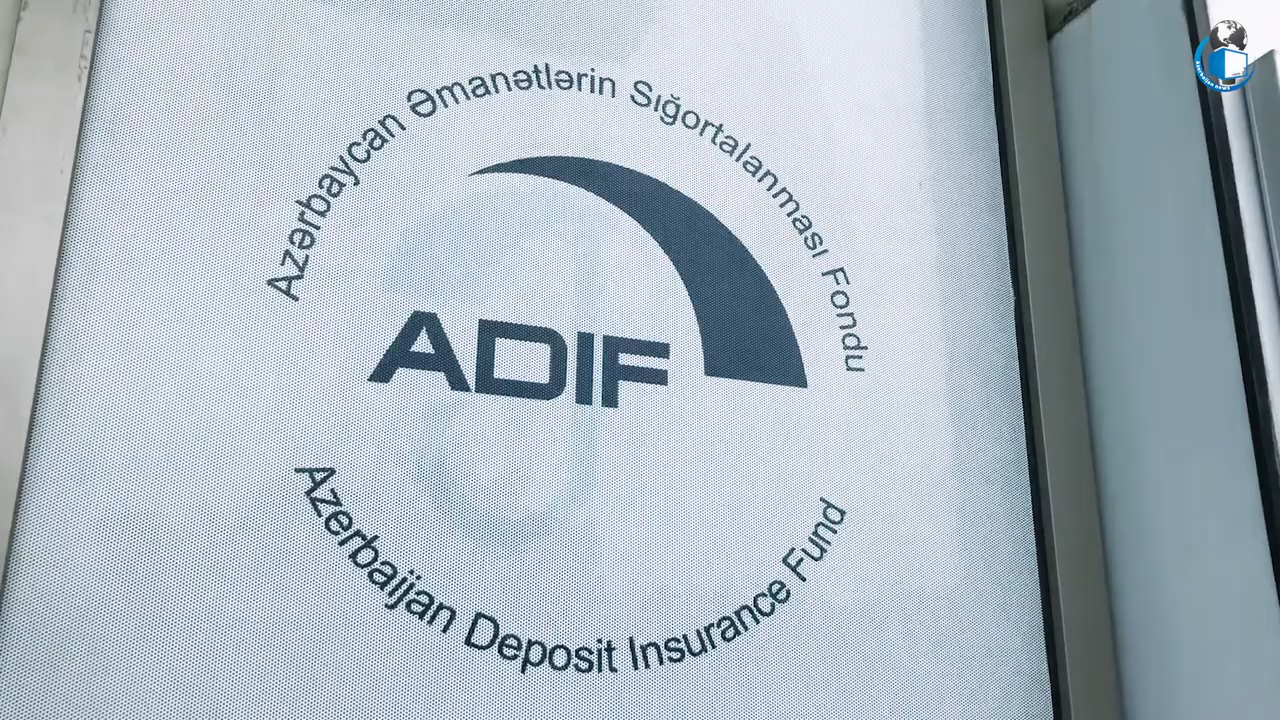 Azərbaycan Əmanətlərin Sığortalanması Fondu
ADIF
Azerbaijan Deposit Insurance Fund